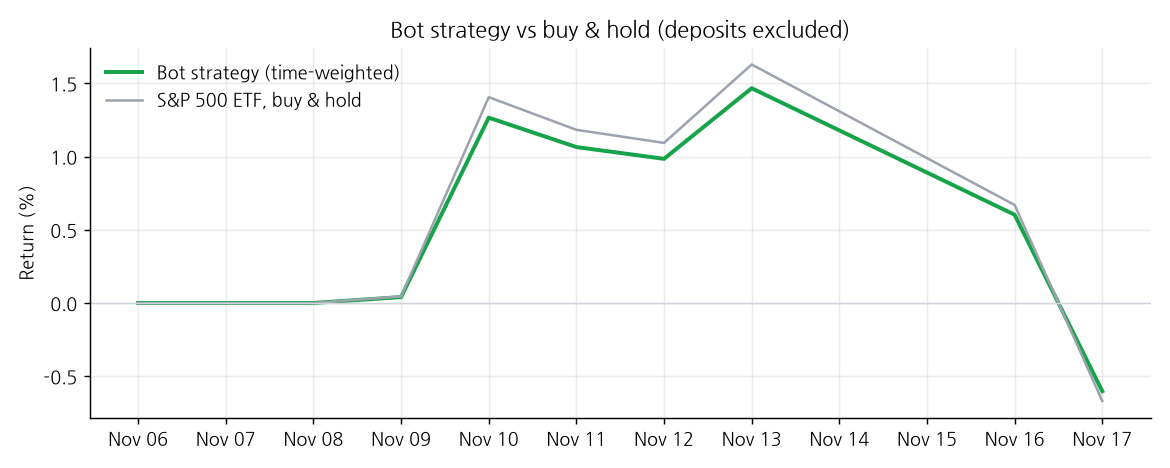 Bot strategy vs buy & hold (deposits excluded)
Bot strategy (time-weighted)
S&P 500 ETF, buy & hold
Return (%)
1.5
1.0
0.5
0.0
-0.5
Nov 06 Nov 07 Nov 08 Nov 09 Nov 10 Nov 11 Nov 12 Nov 13 Nov 14 Nov 15 Nov 16 Nov 17